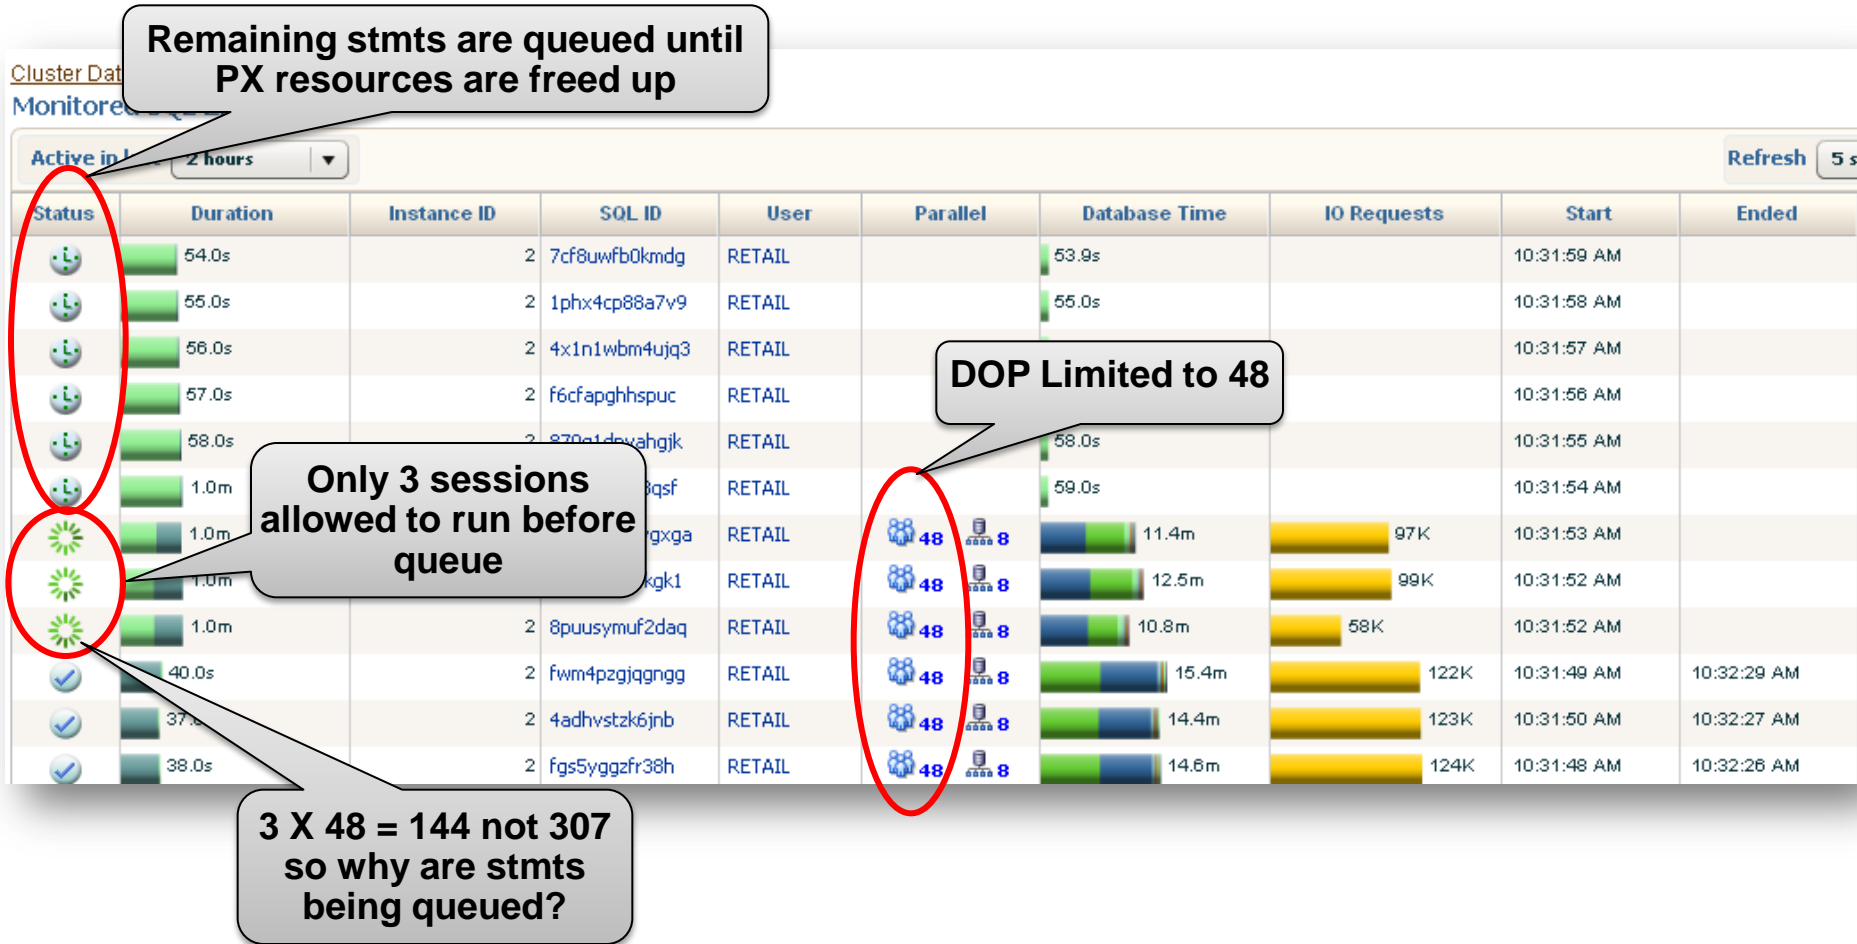 Remaining stmts are queued until
PX resources are freed up
Cluster Dat
Monitore
Active in 2 hours Refresh 5 s
Status Duration Instance ID SQL ID User Parallel Database Time IO Requests Start Ended
54.0s 2 7cf8uwfb0kmdg RETAIL 53.9s 10:31:59 AM
55.0s 2 1phx4cp88a7v9 RETAIL 55.0s 10:31:58 AM
56.0s 2 4x1n1wbm4ujq3 RETAIL 10:31:57 AM
57.0s 2 f6cfapghhspuc RETAIL 10:31:56 AM
DOP Limited to 48
58.0s 2 RETAIL 58.0s 10:31:55 AM
1.0m 3qsf RETAIL 59.0s 10:31:54 AM
Only 3 sessions
allowed to run before
queue
1.0m gxga RETAIL 48 8 11.4m 97K 10:31:53 AM
1.0m kgk1 RETAIL 48 8 12.5m 99K 10:31:52 AM
1.0m 2 8puusymuf2daq RETAIL 48 8 10.8m 58K 10:31:52 AM
40.0s 2 fwm4pzgjqgngg RETAIL 48 8 15.4m 122K 10:31:49 AM 10:32:29 AM
37. 2 4adhvstzk6jnb RETAIL 48 8 14.4m 123K 10:31:50 AM 10:32:27 AM
38.0s 2 fgs5yggzfr38h RETAIL 48 8 14.6m 124K 10:31:48 AM 10:32:26 AM
3 X 48 = 144 not 307
so why are stmts
being queued?